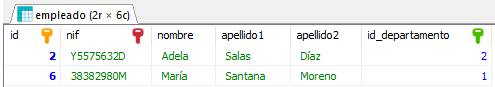 empleado (2r × 6c)
id nif nombre apellido1 apellido2 id_departamento
2 Y5575632D Adela Salas Díaz 2
6 38382980M María Santana Moreno 1